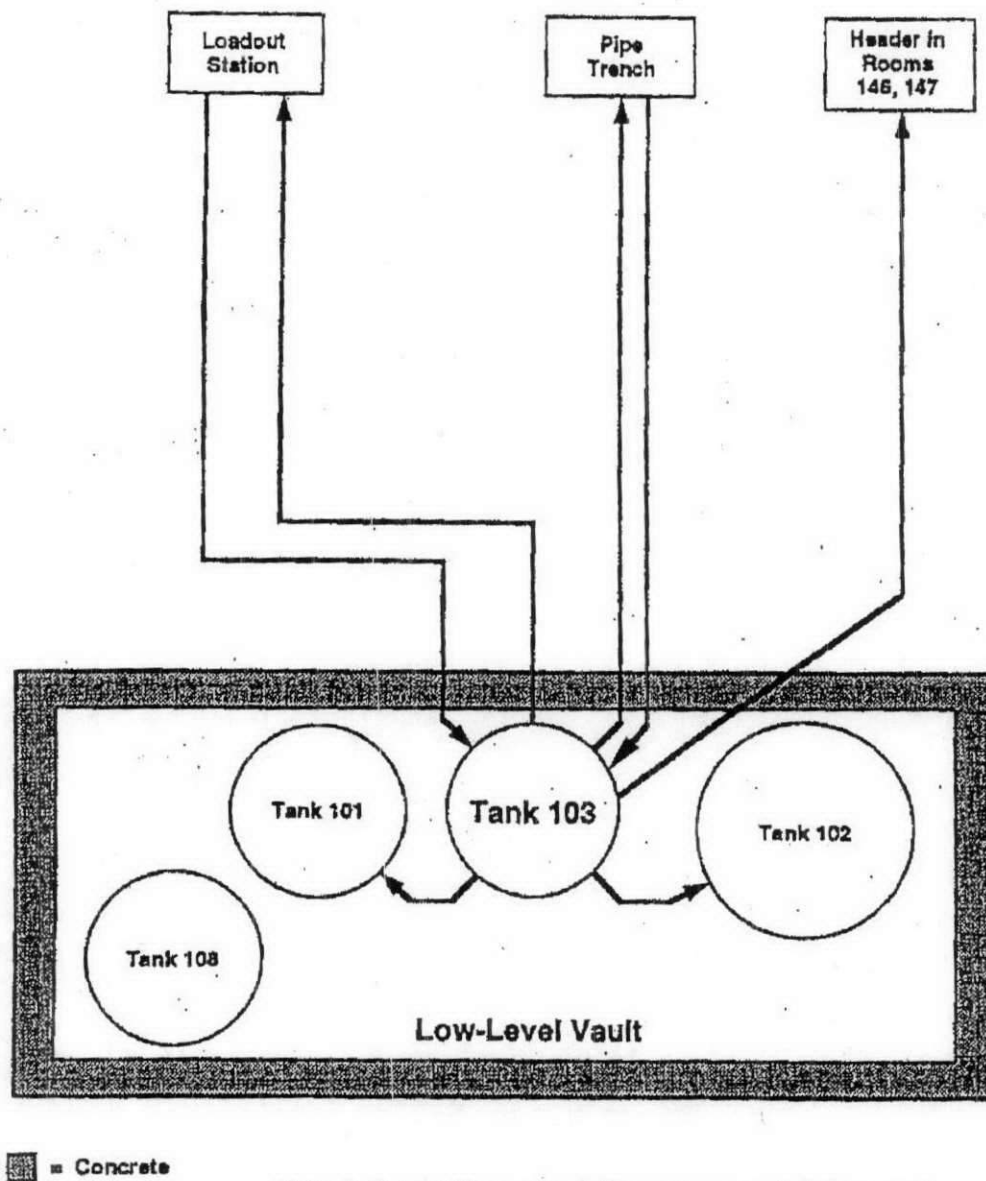 Loadout
Station
Pipe
Trench
Header in
Rooms
146, 147
Tank 101
Tank 103
Tank 102
Tank 108
Low-Level Vault
= Concrete